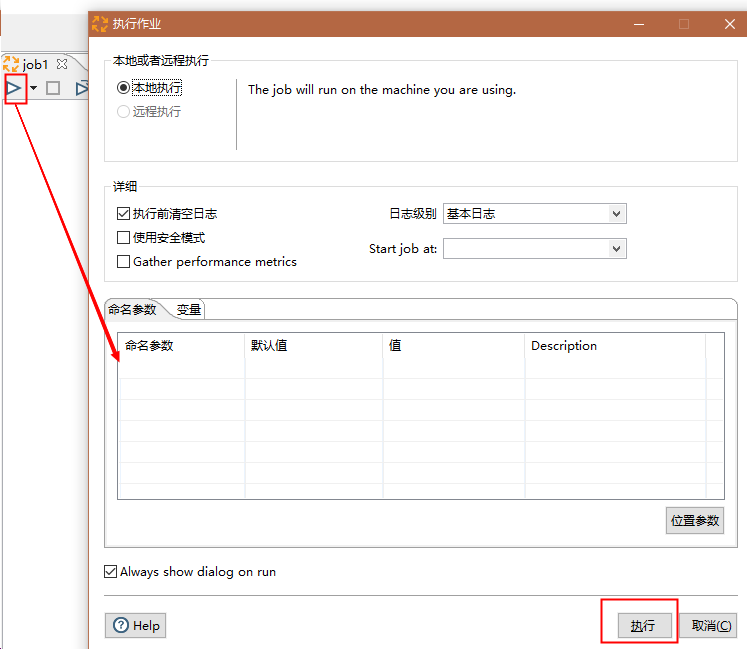 执行作业
job1
本地或者远程执行
本地执行
The job will run on the machine you are using.
远程执行
详细
执行前清空日志
日志级别 基本日志
使用安全模式
Start job at:
Gather performance metrics
命名参数 变量
命名参数 默认值 值 Description
位置参数
Always show dialog on run
Help 执行 取消(C)